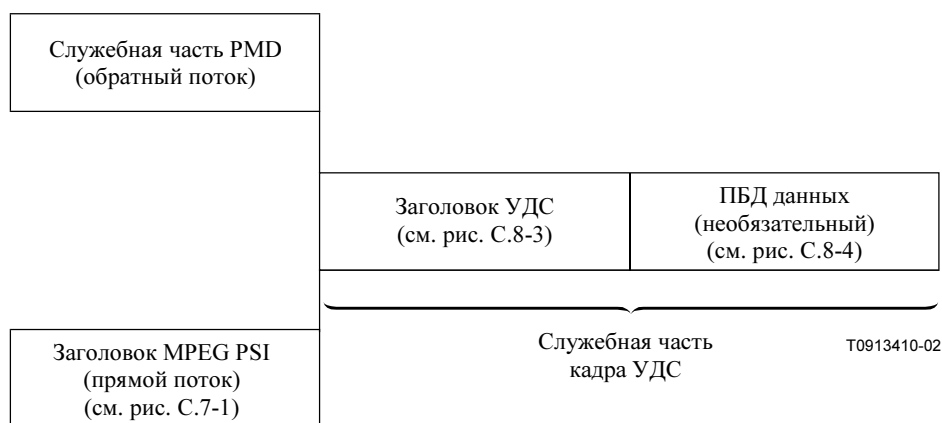 Служебная часть PMD
(обратный поток)
Заголовок УДС
(см. рис. С.8-3)
ПБД данных
(необязательный)
(см. рис. С.8-4)
Служебная часть
кадра УДС
T0913410-02
Заголовок MPEG PSI
(прямой поток)
(см. рис. С.7-1)